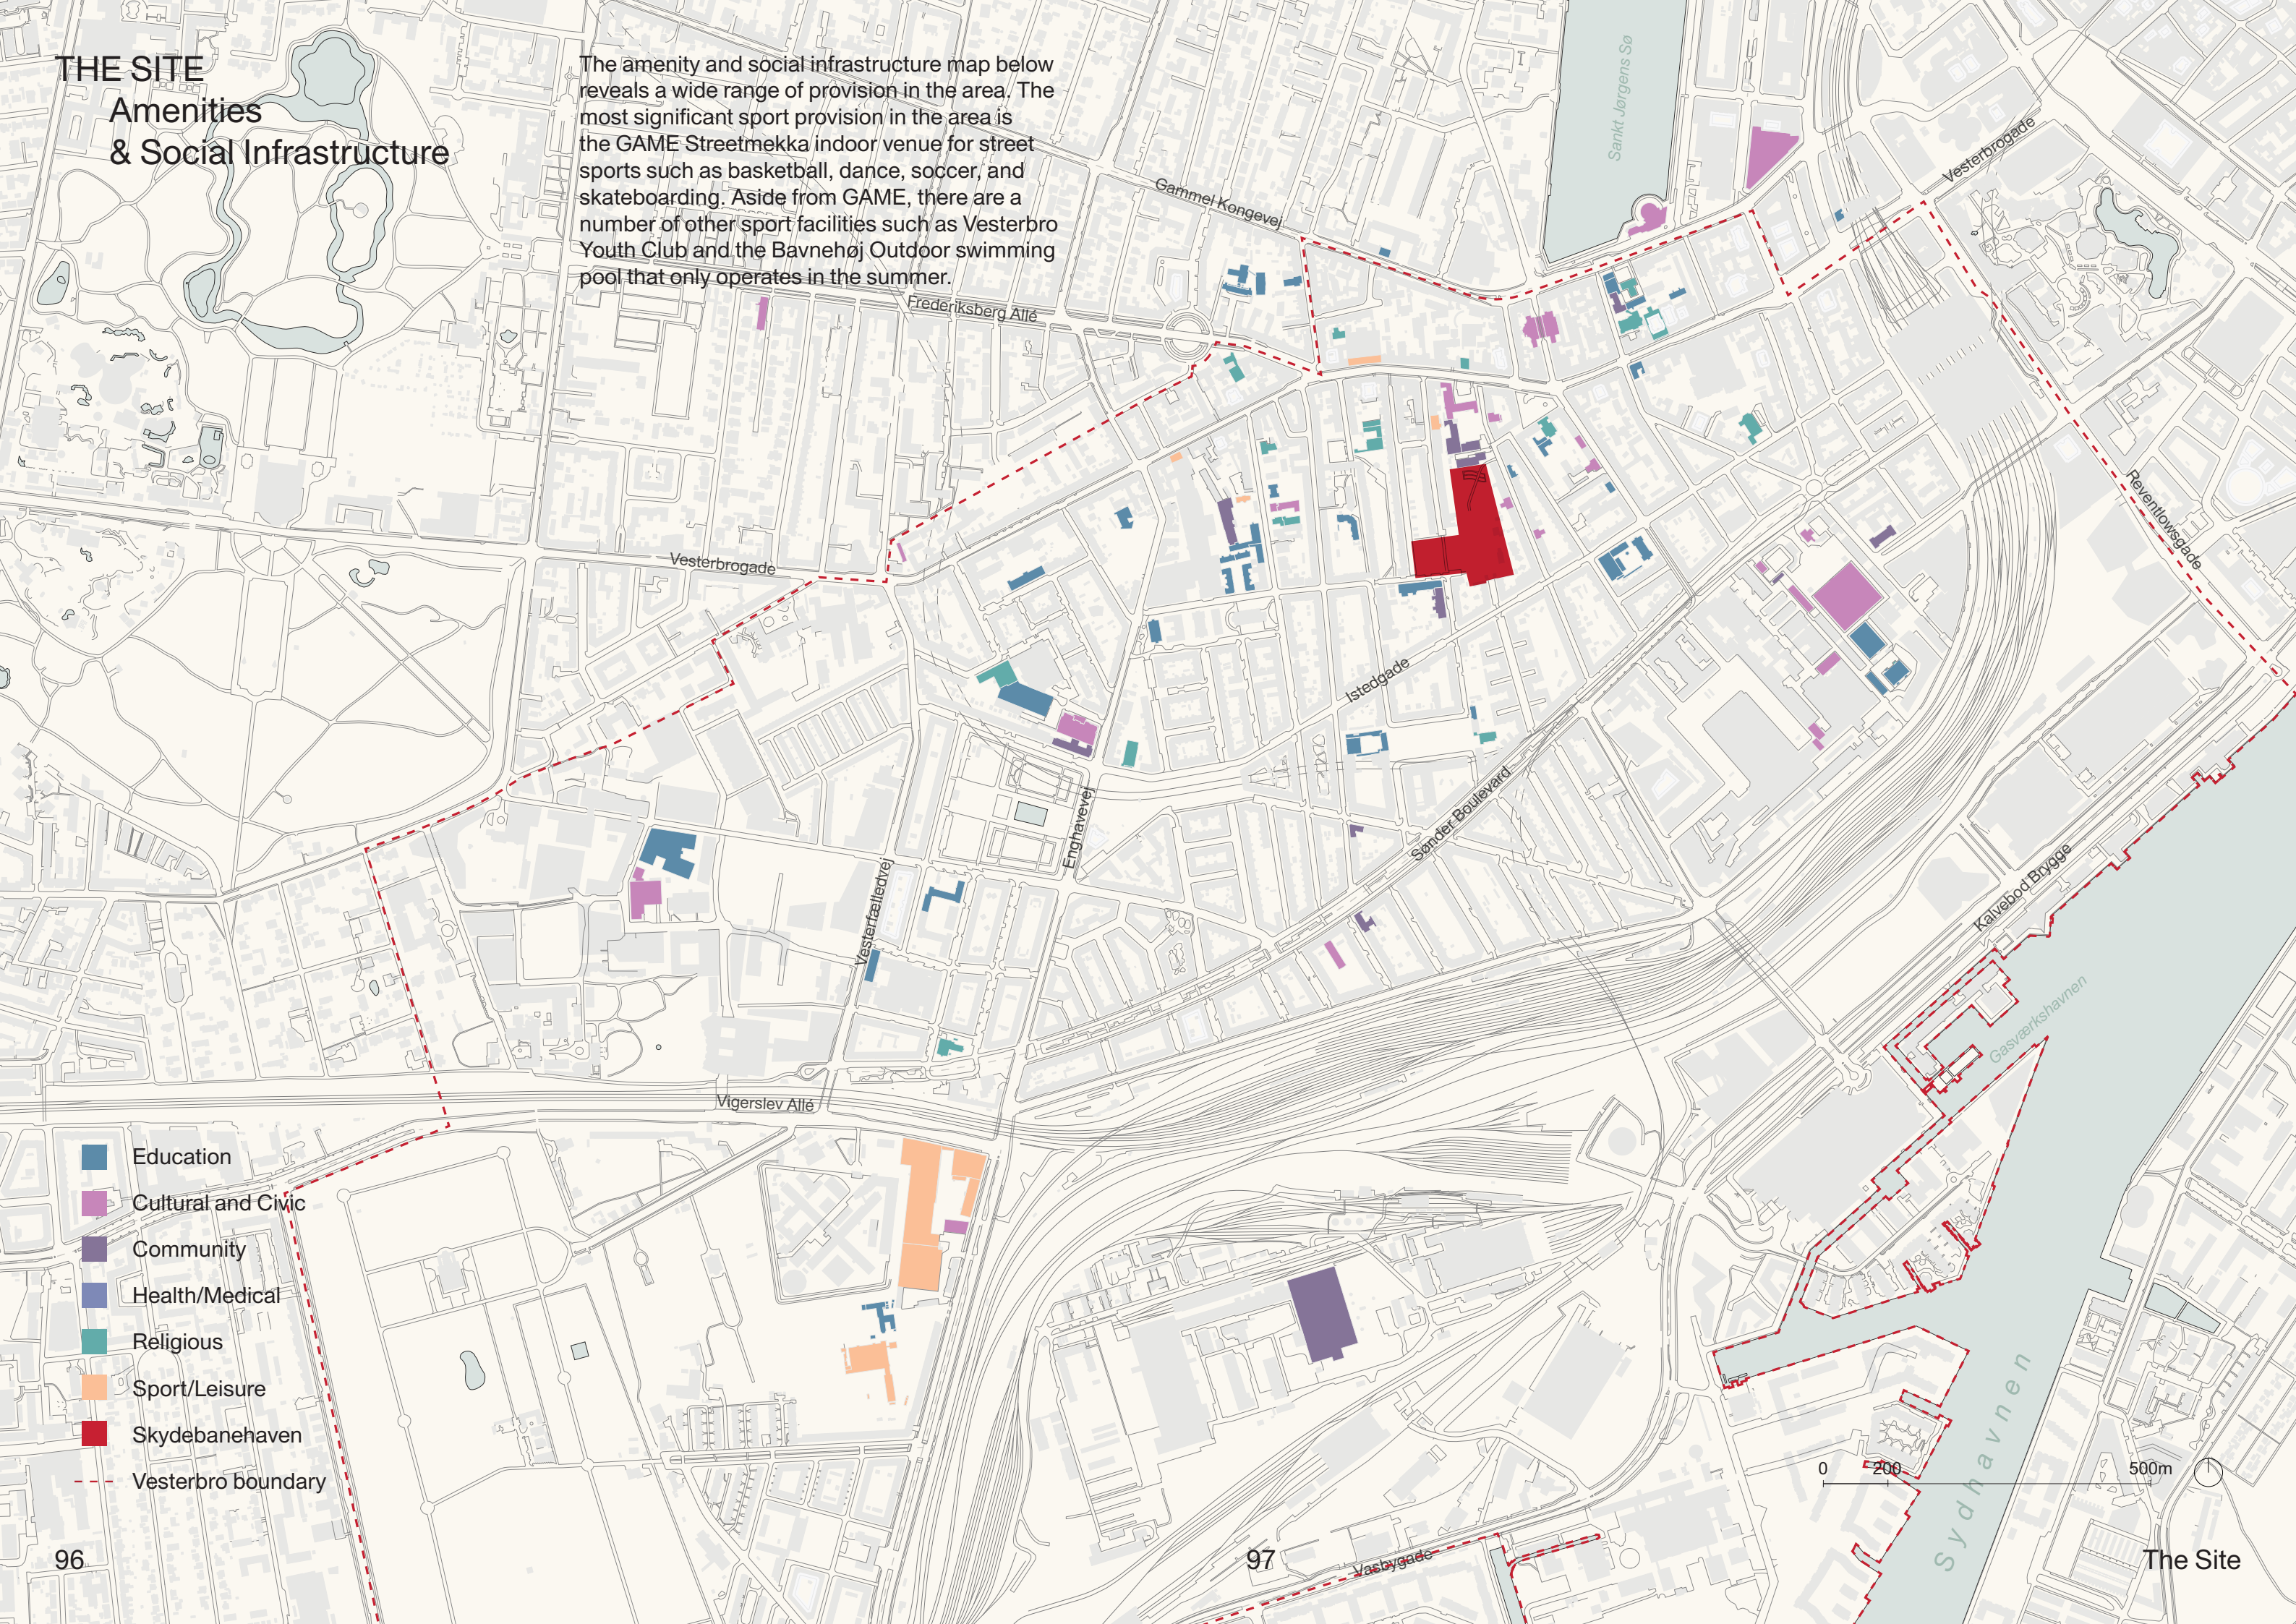 THE SITE
Amenities
& Social Infrastructure
The amenity and social infrastructure map below
reveals a wide range of provision in the area. The
most significant sport provision in the area is
the GAME Streetmekka indoor venue for street
sports such as basketball, dance, soccer, and
skateboarding. Aside from GAME, there are a
number of other sport facilities such as Vesterbro
Youth Club and the Bavnehøj Outdoor swimming
pool that only operates in the summer.
Sankt Jørgens Sø
Vesterbrogade
Gammel Kongevej
Frederiksberg Allé
Reventlowsgade
Vesterbrogade
Istedgade
Sønder Boulevard
Enghavevej
Vesterfælledvej
Kalvebod Brygge
Gasværkshavnen
Vigerslev Allé
Education
Cultural and Civic
Community
Health/Medical
Religious
Sport/Leisure
Skydebanehaven
Vesterbro boundary
Sydhavnen
0 200 500m
Vasbygade
96
97
The Site